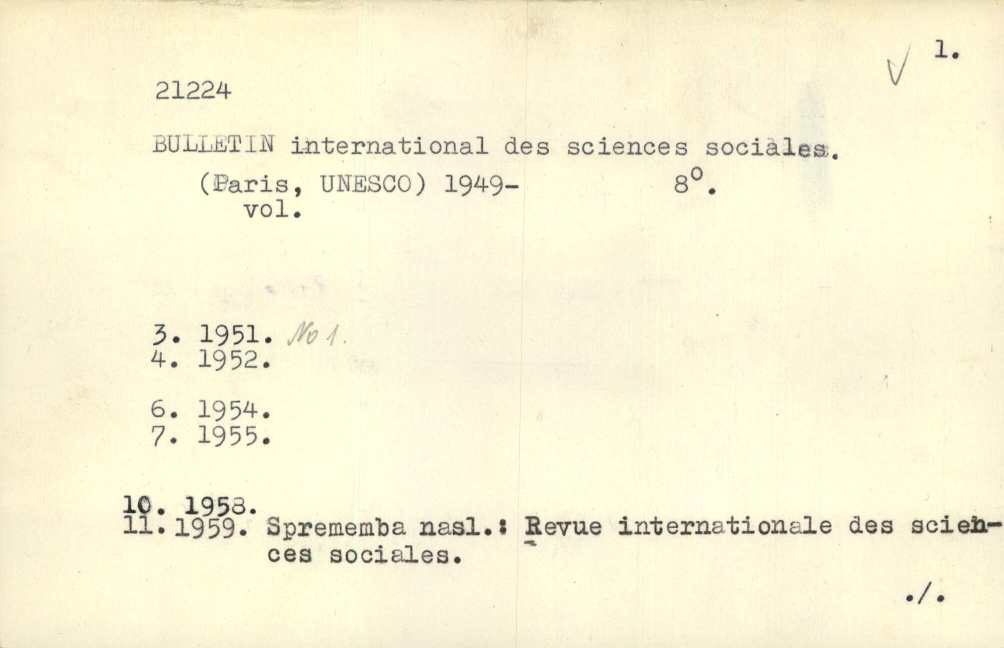 1.
21224
BULLETIN international des sciences sociales.
(Paris, UNESCO) 1949- 8º.
vol.
3. 1951. No 1.
4. 1952.
6. 1954.
7. 1955.
10. 1958.
11. 1959. Sprememba nasl.: Revue internationale des scien-
ces sociales.
./.